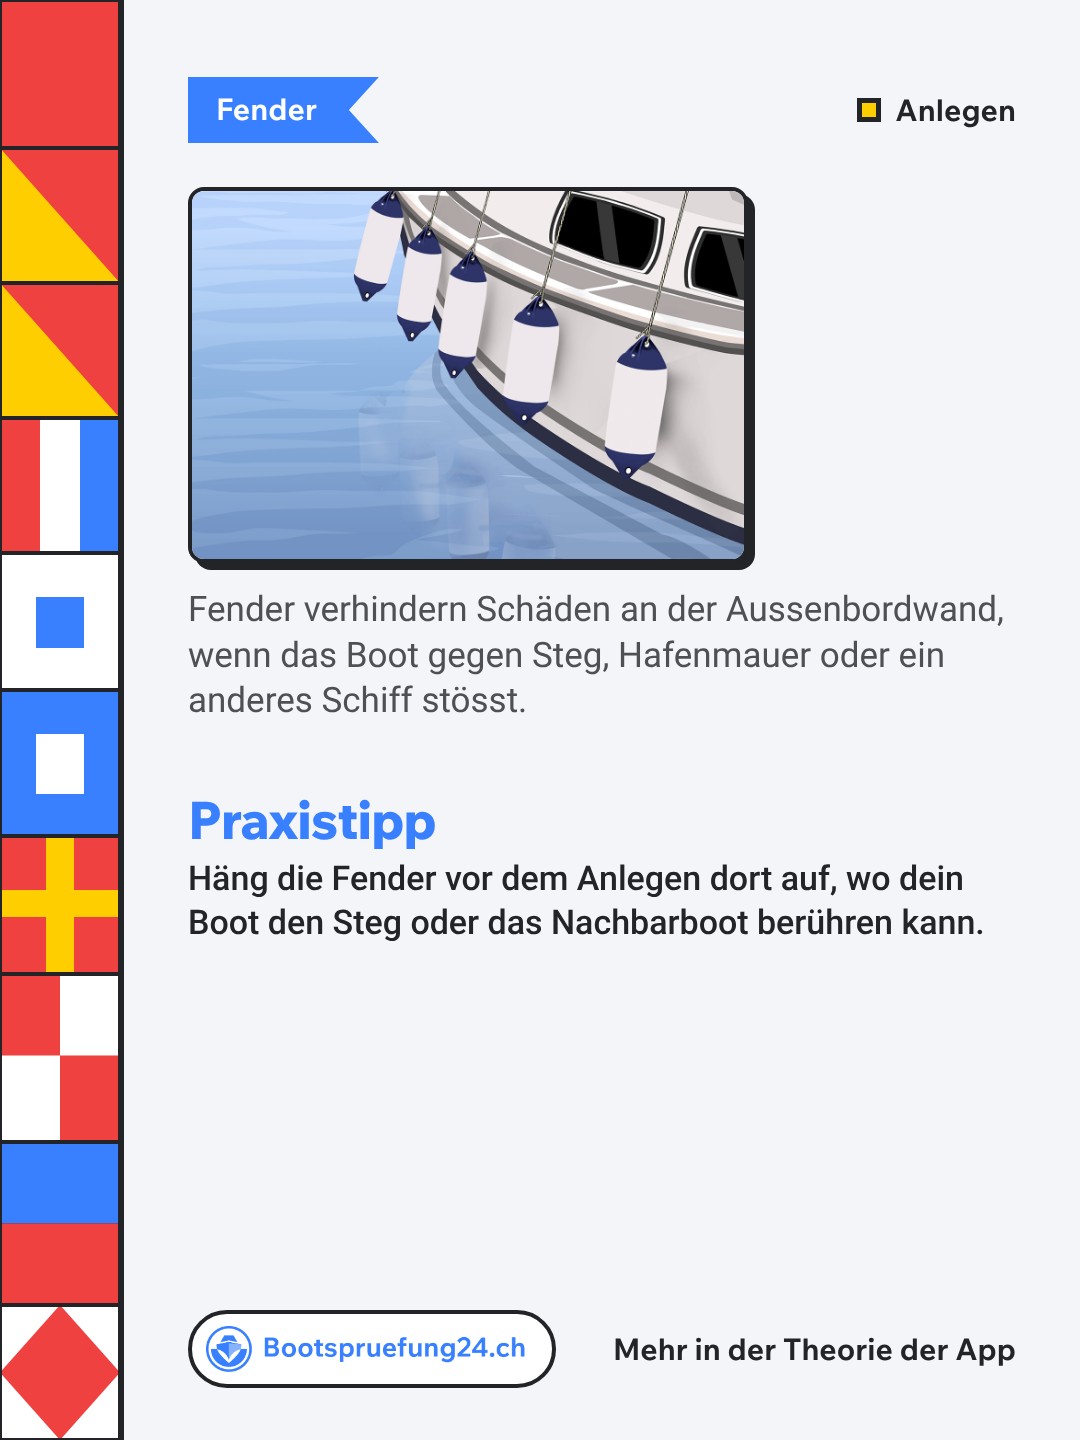 Fender
Anlegen
Fender verhindern Schäden an der Aussenbordwand,
wenn das Boot gegen Steg, Hafenmauer oder ein
anderes Schiff stösst.
Praxistipp
Häng die Fender vor dem Anlegen dort auf, wo dein
Boot den Steg oder das Nachbarboot berühren kann.
Bootspruefung24.ch
Mehr in der Theorie der App